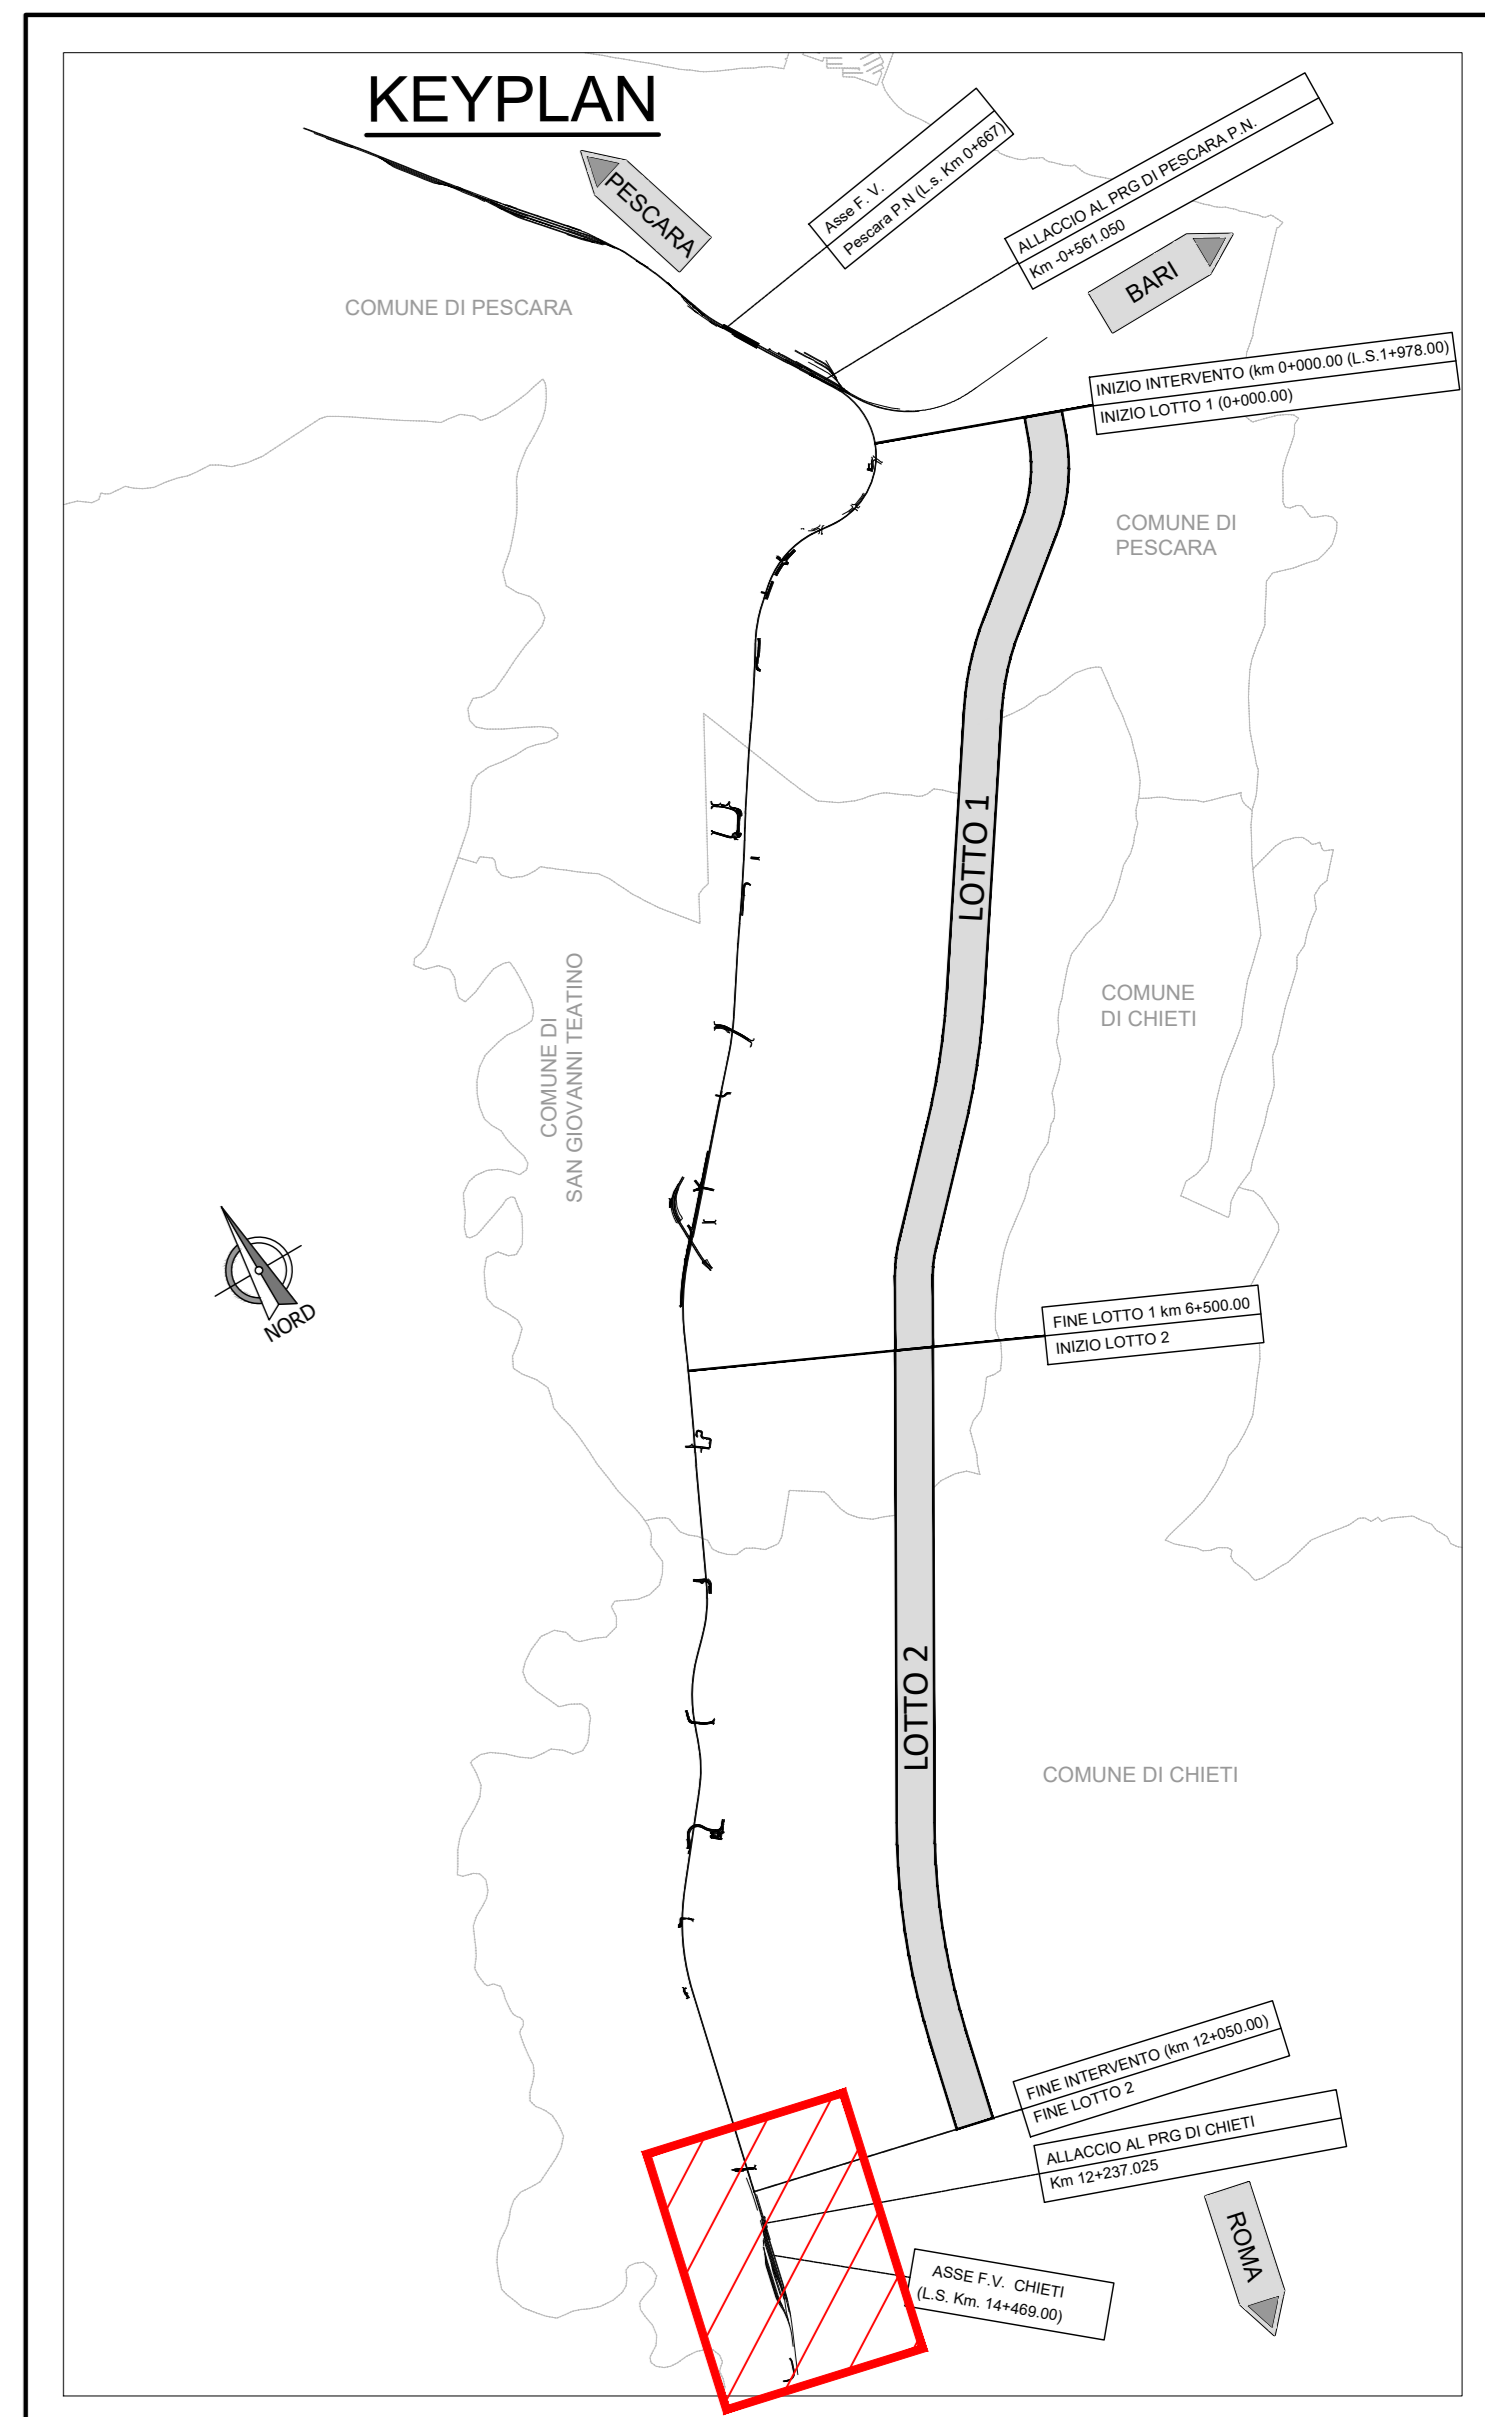 KEYPLAN
PESCARA
Asse F. V.
Pescara P.N (L.s. Km 0+667)
ALLACCIO AL PRG DI PESCARA P.N.
Km -0+561.050
BARI
COMUNE DI PESCARA
INIZIO INTERVENTO (km 0+000.00 (L.S.1+978.00)
INIZIO LOTTO 1 (0+000.00)
COMUNE DI
PESCARA
LOTTO 1
COMUNE DI
SAN GIOVANNI TEATINO
COMUNE
DI CHIETI
NORD
FINE LOTTO 1 km 6+500.00
INIZIO LOTTO 2
LOTTO 2
COMUNE DI CHIETI
FINE INTERVENTO (km 12+050.00)
FINE LOTTO 2
ALLACCIO AL PRG DI CHIETI
Km 12+237.025
ROMA
ASSE F.V. CHIETI
(L.S. Km. 14+469.00)